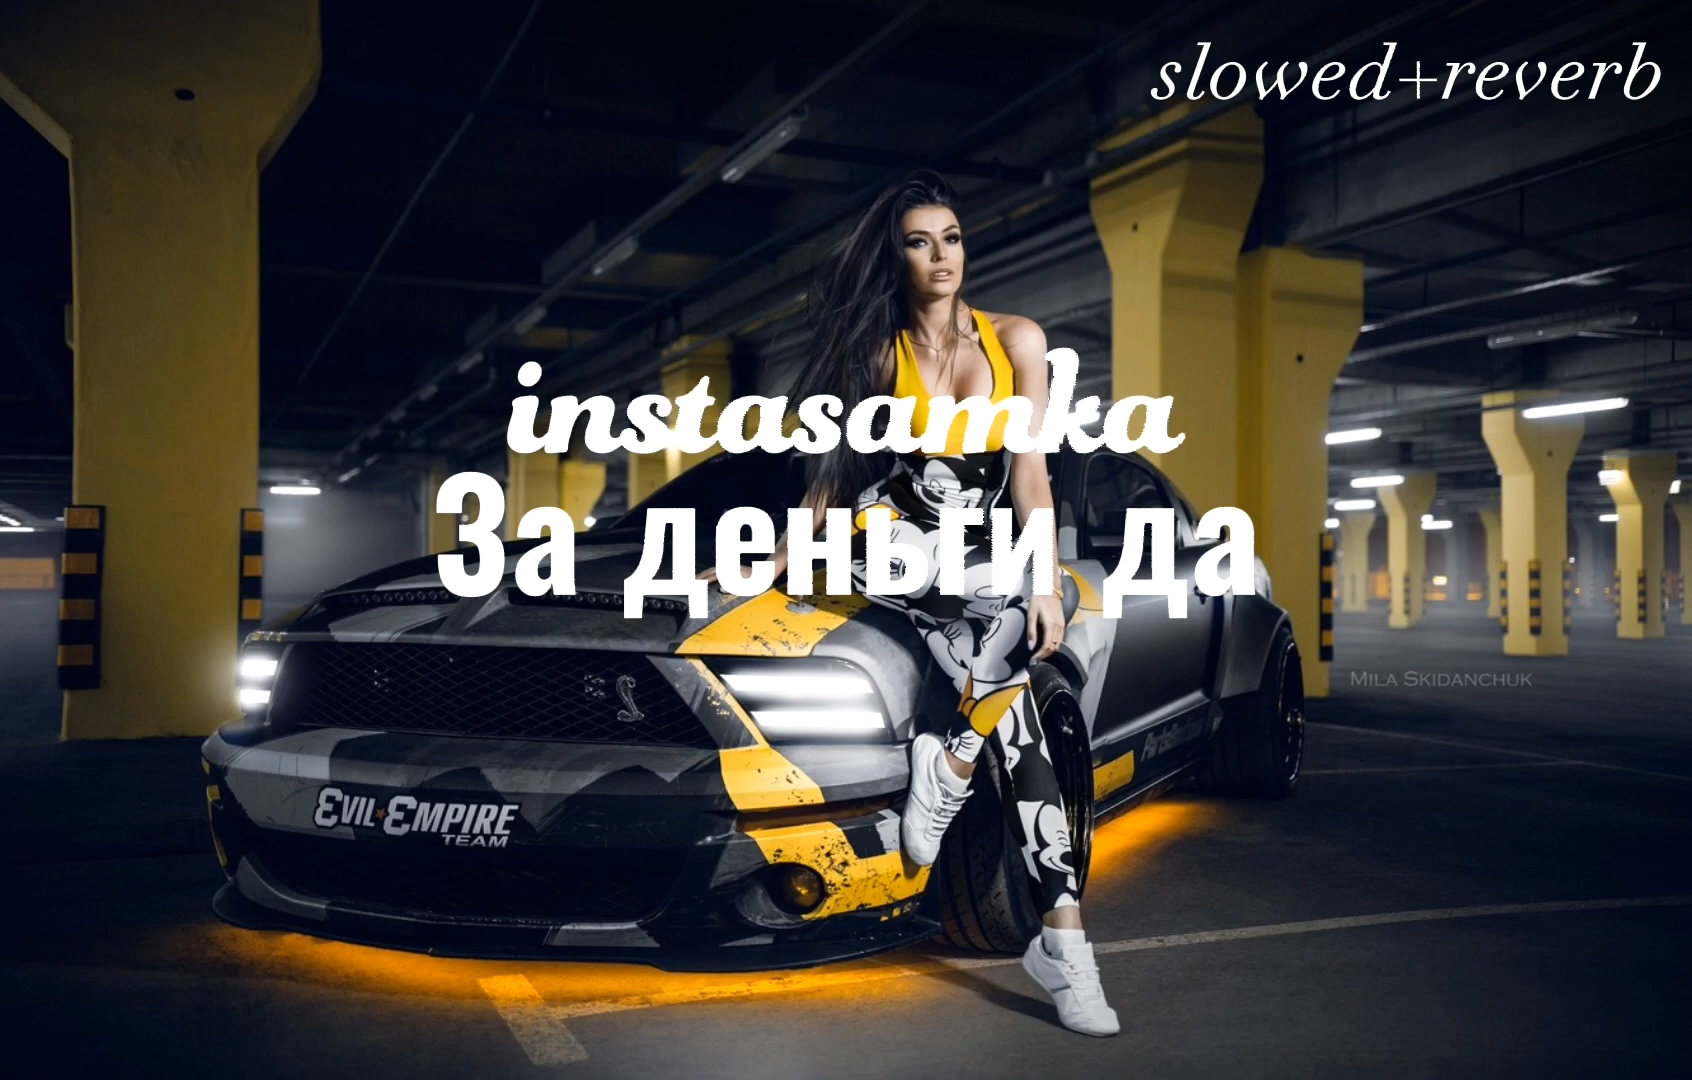 slowed+reverb
instasamka
За деньги да
MILA SKIDANCHUK
EVIL EMPIRE
TEAM